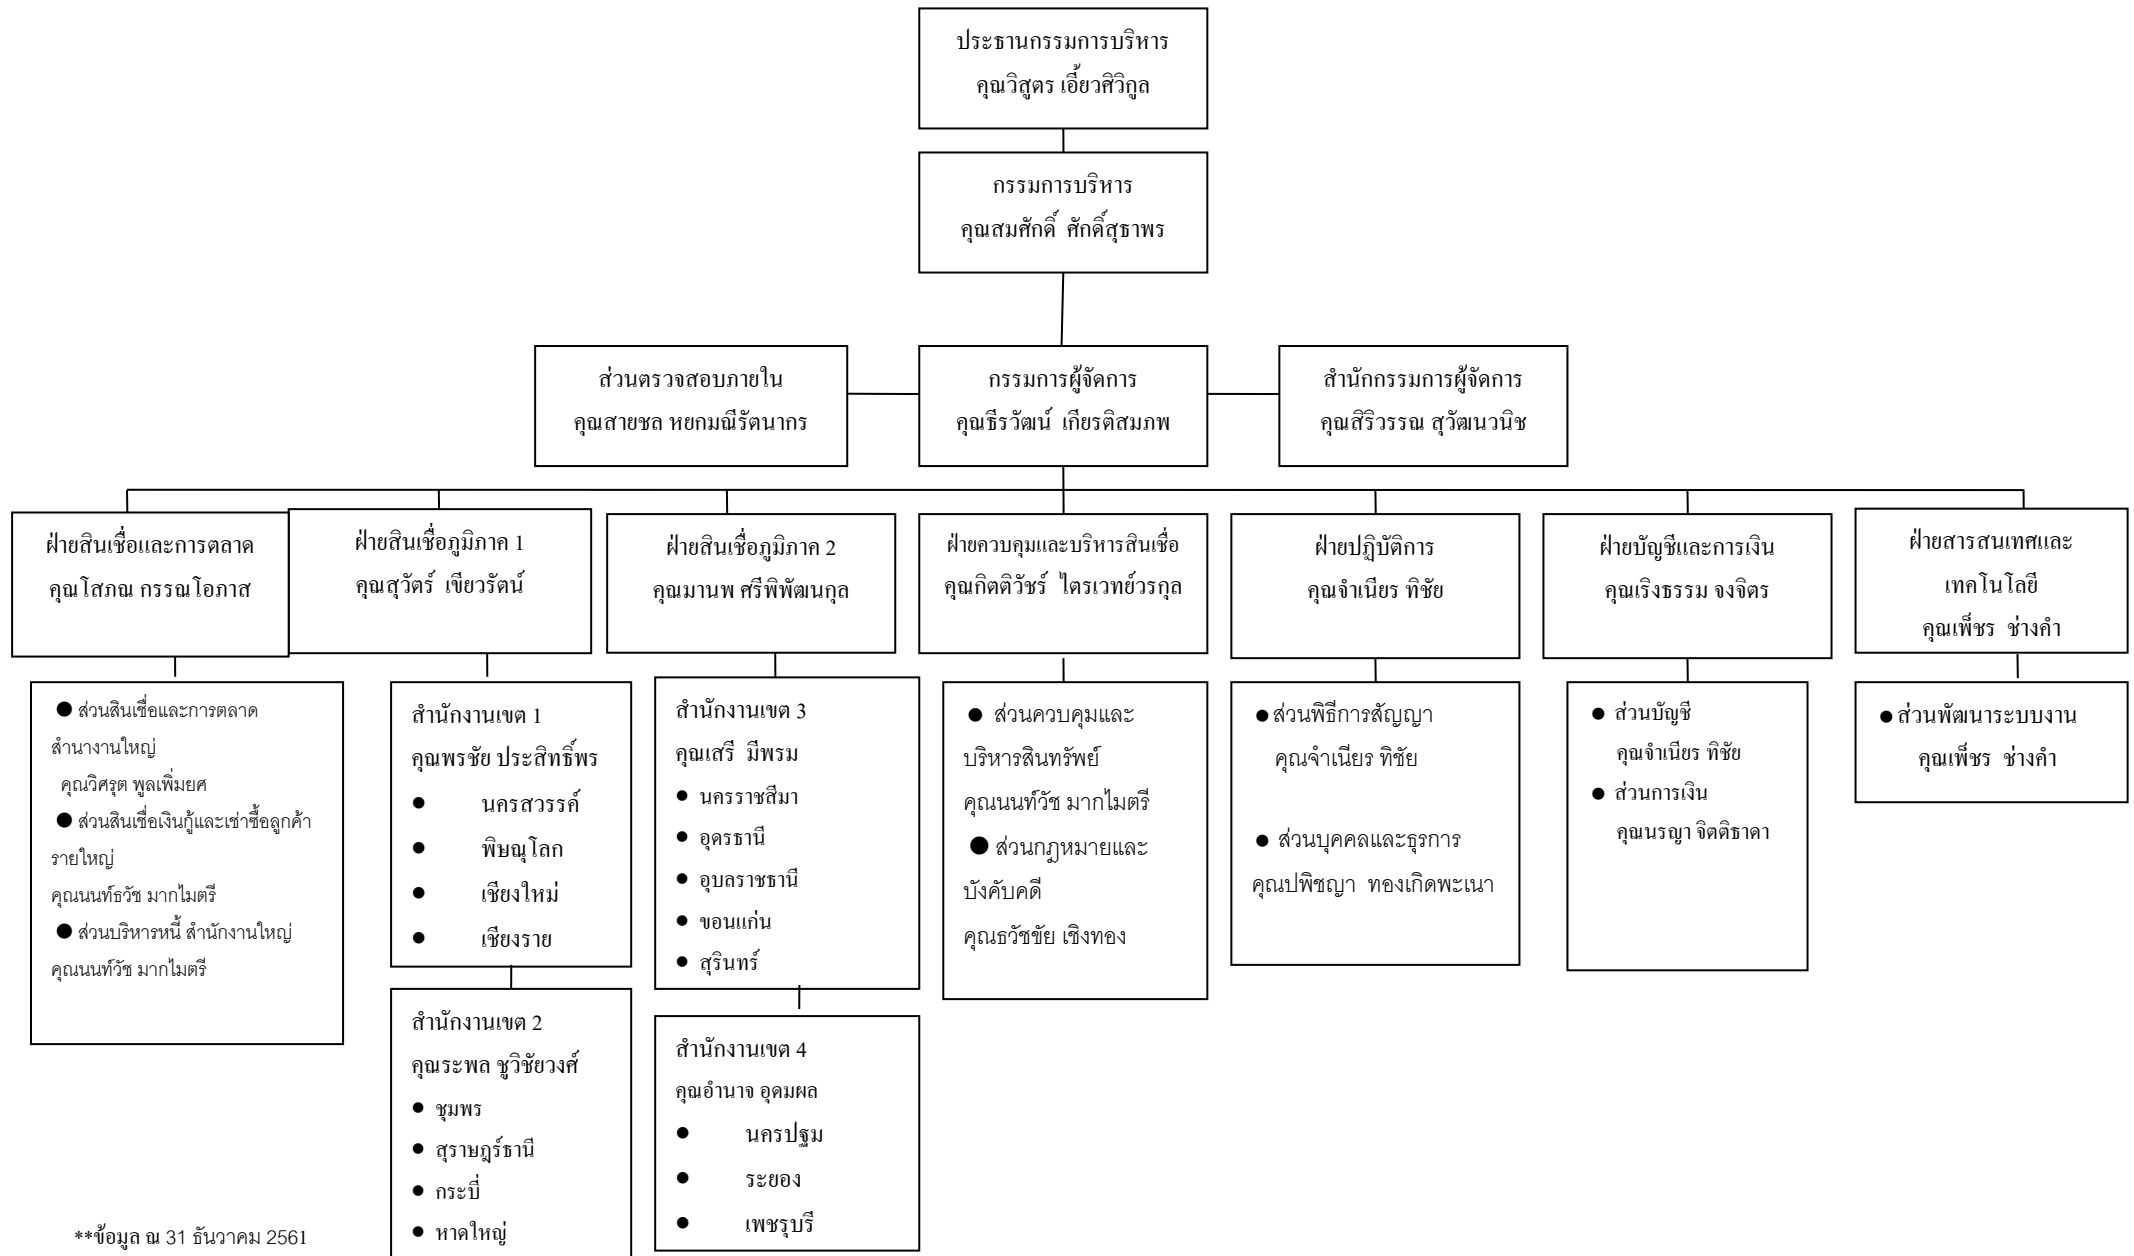 ประธานกรรมการบริหาร
คุณวิสูตร เอี้ยวศิวิกูล
กรรมการบริหาร
คุณสมศักดิ์ ศักดิ์สุธาพร
ส่วนตรวจสอบภายใน
คุณสายชล หยกมณีรัตนากร
กรรมการผู้จัดการ
คุณธีรวัฒน์ เกียรติสมภพ
สำนักกรรมการผู้จัดการ
คุณสิริวรรณ สุวัฒนวนิช
ฝ่ายสินเชื่อและการตลาด
คุณโสภณ กรรณโอภาส
ฝ่ายสินเชื่อภูมิภาค 1
คุณสุวัตร์ เขียวรัตน์
ฝ่ายสินเชื่อภูมิภาค 2
คุณมานพ ศรีพิพัฒนกุล
ฝ่ายควบคุมและบริหารสินเชื่อ
คุณกิตติวัชร์ ไตรเวทย์วรกุล
ฝ่ายปฏิบัติการ
คุณจำเนียร ทิชัย
ฝ่ายบัญชีและการเงิน
คุณเริงธรรม จงจิตร
ฝ่ายสารสนเทศและ
เทคโนโลยี
คุณเพ็ชร ช่างคำ
● ส่วนสินเชื่อและการตลาด
สำนางานใหญ่
คุณวิศรุต พูลเพิ่มยศ
● ส่วนสินเชื่อเงินกู้และเช่าซื้อลูกค้า
รายใหญ่
คุณนนท์ธวัช มากไมตรี
● ส่วนบริหารหนี้ สำนักงานใหญ่
คุณนนท์วัช มากไมตรี
สำนักงานเขต 1
คุณพรชัย ประสิทธิ์พร
● นครสวรรค์
● พิษณุโลก
● เชียงใหม่
● เชียงราย
สำนักงานเขต 2
คุณระพล ชูวิชัยวงศ์
● ชุมพร
● สุราษฎร์ธานี
● กระบี่
● หาดใหญ่
สำนักงานเขต 3
คุณเสรี มีพรม
● นครราชสีมา
● อุดรธานี
● อุบลราชธานี
● ขอนแก่น
● สุรินทร์
สำนักงานเขต 4
คุณอำนาจ อุดมผล
● นครปฐม
● ระยอง
● เพชรบุรี
● ส่วนควบคุมและ
บริหารสินทรัพย์
คุณนนท์วัช มากไมตรี
● ส่วนกฎหมายและ
บังคับคดี
คุณธวัชชัย เชิงทอง
● ส่วนพิธีการสัญญา
คุณจำเนียร ทิชัย
● ส่วนบุคคลและธุรการ
คุณปพิชญา ทองเกิดพะเนา
● ส่วนบัญชี
คุณจำเนียร ทิชัย
● ส่วนการเงิน
คุณนรญา จิตติธาดา
● ส่วนพัฒนาระบบงาน
คุณเพ็ชร ช่างคำ
**ข้อมูล ณ 31 ธันวาคม 2561